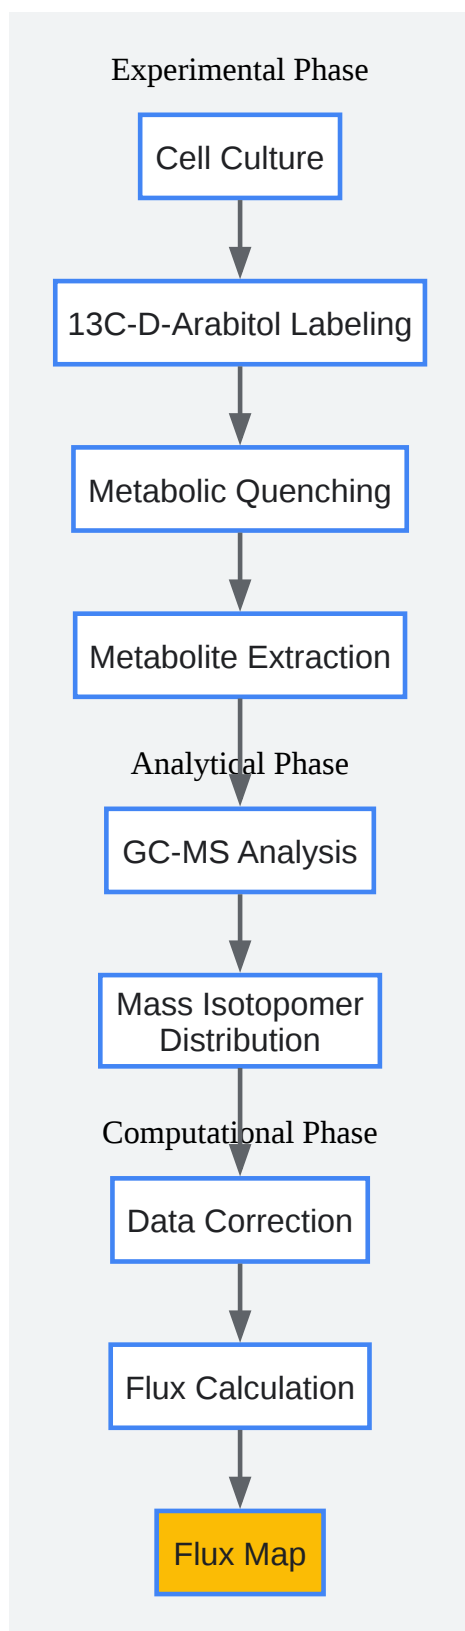 Experimental Phase
Cell Culture
13C-D-Arabitol Labeling
Metabolic Quenching
Metabolite Extraction
Analytical Phase
GC-MS Analysis
Mass Isotopomer
Distribution
Computational Phase
Data Correction
Flux Calculation
Flux Map